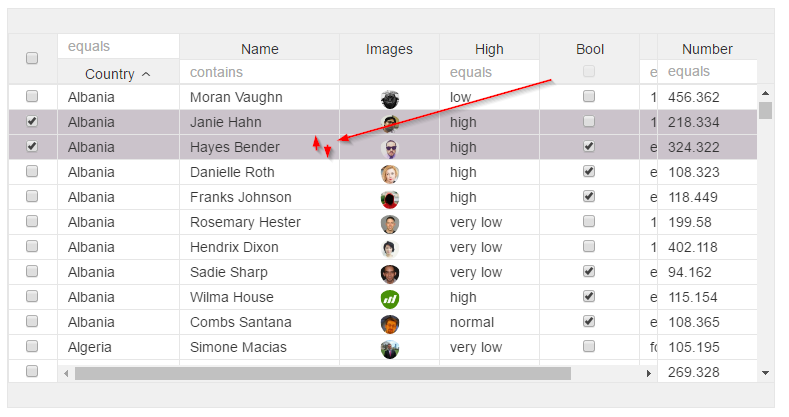 equals Name Images High Bool Number
Country contains equals e equals
Albania Moran Vaughn low 1 456.362
Albania Janie Hahn high 1 218.334
Albania Hayes Bender high e 324.322
Albania Danielle Roth high e 108.323
Albania Franks Johnson high e 118.449
Albania Rosemary Hester very low 1 199.58
Albania Hendrix Dixon very low 1 402.118
Albania Sadie Sharp very low e 94.162
Albania Wilma House high e 115.154
Albania Combs Santana normal e 108.365
Algeria Simone Macias very low fo 105.195
269.328